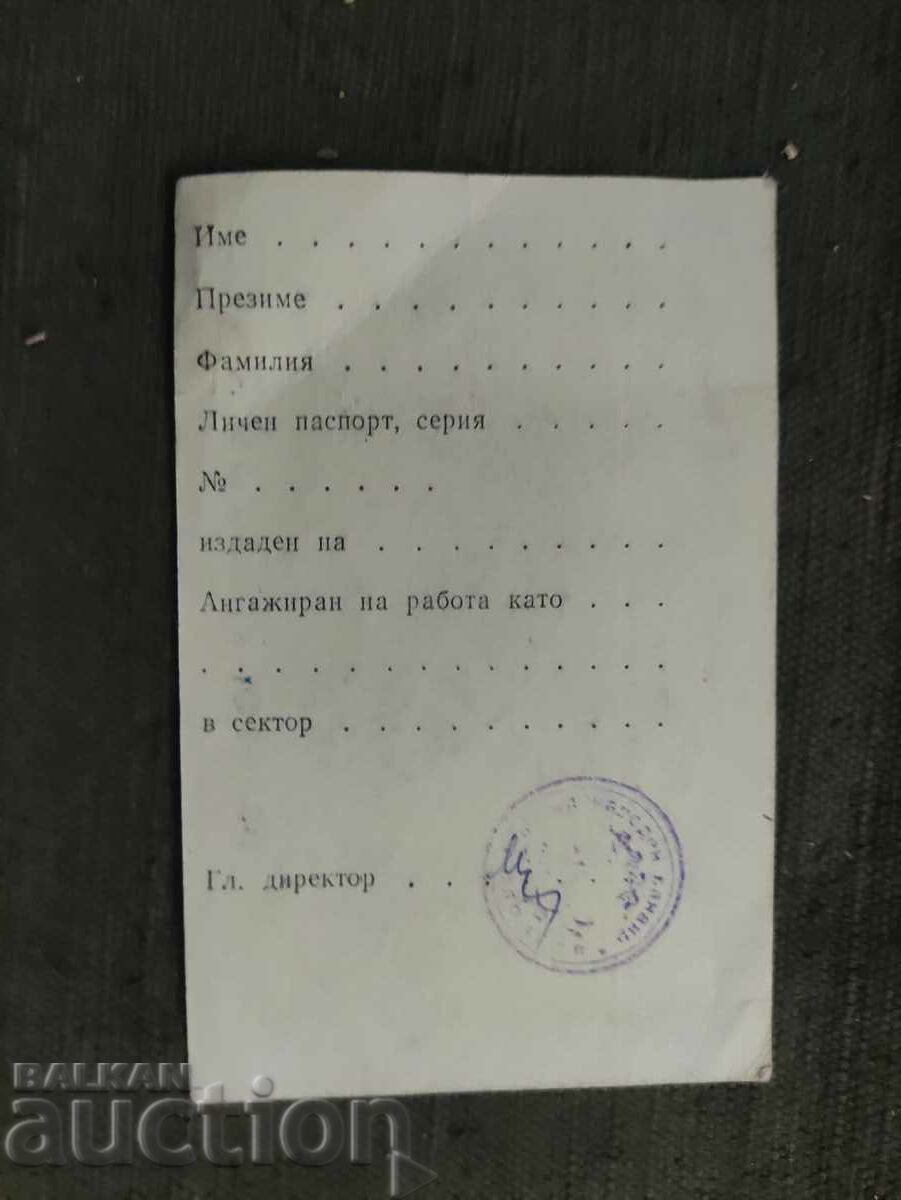 Име . . . . . . . . . . . .
Презиме . . . . . . . . . .
Фамилия . . . . . . . . . .
Личен паспорт, серия . . . . .
№ . . . . . .
издаден на . . . . . . . . .
Ангажиран на работа като . . .
. . . . . . . . . . . . . .
в сектор . . . . . . . . . .
Гл. директор . . .
BALKAN
auction